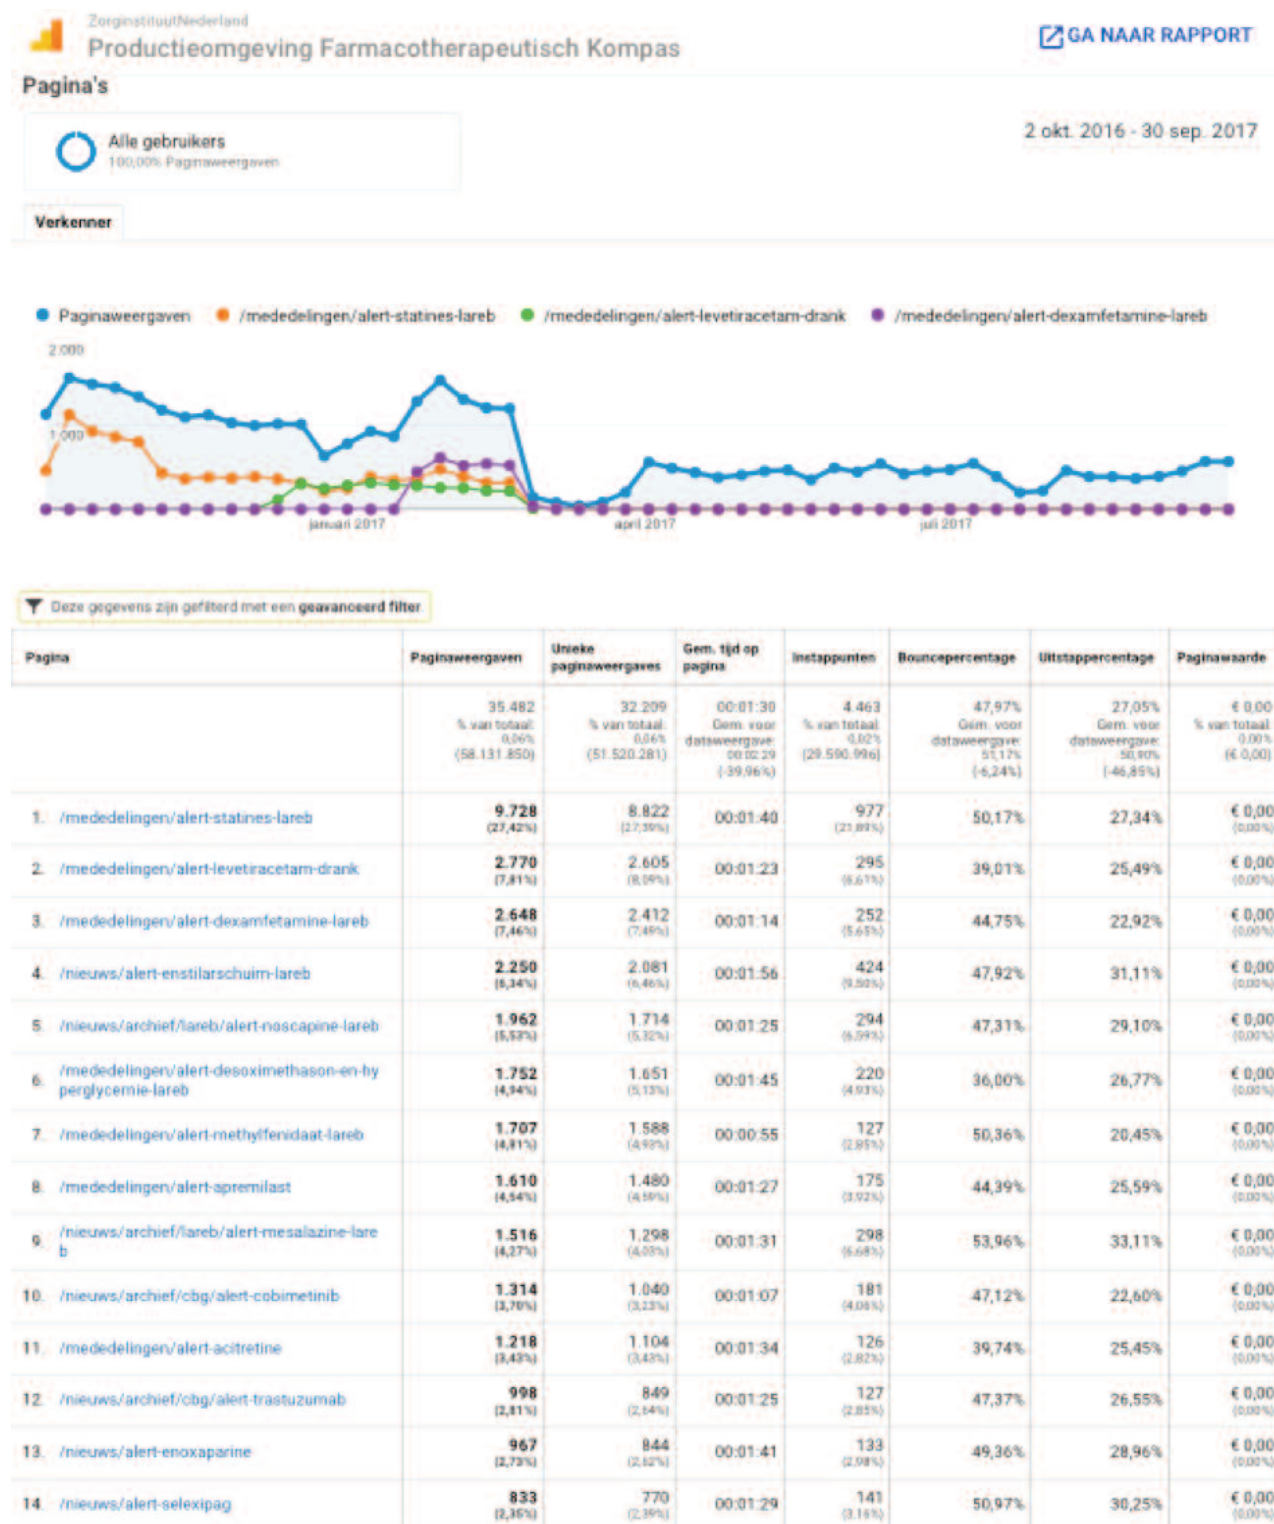 ZorginstituutNederland
Productieomgeving Farmacotherapeutisch Kompas
GA NAAR RAPPORT
Pagina's
Alle gebruikers
100,00% Paginaweergaven
2 okt. 2016 - 30 sep. 2017
Verkenner
Paginaweergaven /mededelingen/alert-statines-lareb /mededelingen/alert-levetiracetam-drank /mededelingen/alert-dexamfetamine-lareb
2.000
1.000
januari 2017 april 2017 juli 2017
Deze gegevens zijn gefilterd met een geavanceerd filter.
Pagina Paginaweergaven Unieke paginaweergaves Gem. tijd op pagina Instappunten Bouncepercentage Uitstappercentage Paginawaarde
35.482 32.209 00:01:30 4.463 47,97% 27,05% € 0,00
% van totaal: 0,06% (58.131.850) % van totaal: 0,06% (51.520.281) Gem. voor dataweergave: 00:02:29 (-39,96%) % van totaal: 0,02% (29.590.996) Gem. voor dataweergave: 51,17% (-6,24%) Gem. voor dataweergave: 50,90% (-46,85%) % van totaal: 0,00% (€ 0,00)
1. /mededelingen/alert-statines-lareb 9.728 8.822 00:01:40 977 50,17% 27,34% € 0,00
(27,42%) (27,39%) (21,89%) (0,00%)
2. /mededelingen/alert-levetiracetam-drank 2.770 2.605 00:01:23 295 39,01% 25,49% € 0,00
(7,81%) (8,09%) (6,61%) (0,00%)
3. /mededelingen/alert-dexamfetamine-lareb 2.648 2.412 00:01:14 252 44,75% 22,92% € 0,00
(7,46%) (7,49%) (5,65%) (0,00%)
4. /nieuws/alert-enstilarschuim-lareb 2.250 2.081 00:01:56 424 47,92% 31,11% € 0,00
(6,34%) (6,46%) (9,50%) (0,00%)
5. /nieuws/archief/lareb/alert-noscapine-lareb 1.962 1.714 00:01:25 294 47,31% 29,10% € 0,00
(5,53%) (5,32%) (6,59%) (0,00%)
6. /mededelingen/alert-desoximethason-en-hy
perglycemie-lareb 1.752 1.651 00:01:45 220 36,00% 26,77% € 0,00
(4,94%) (5,13%) (4,93%) (0,00%)
7. /mededelingen/alert-methylfenidaat-lareb 1.707 1.588 00:00:55 127 50,36% 20,45% € 0,00
(4,81%) (4,93%) (2,85%) (0,00%)
8. /mededelingen/alert-apremilast 1.610 1.480 00:01:27 175 44,39% 25,59% € 0,00
(4,54%) (4,59%) (3,92%) (0,00%)
9. /nieuws/archief/lareb/alert-mesalazine-lare
b 1.516 1.298 00:01:31 298 53,96% 33,11% € 0,00
(4,27%) (4,03%) (6,68%) (0,00%)
10. /nieuws/archief/cbg/alert-cobimetinib 1.314 1.040 00:01:07 181 47,12% 22,60% € 0,00
(3,70%) (3,23%) (4,06%) (0,00%)
11. /mededelingen/alert-acitretine 1.218 1.104 00:01:34 126 39,74% 25,45% € 0,00
(3,43%) (3,43%) (2,82%) (0,00%)
12. /nieuws/archief/cbg/alert-trastuzumab 998 849 00:01:25 127 47,37% 26,55% € 0,00
(2,81%) (2,64%) (2,85%) (0,00%)
13. /nieuws/alert-enoxaparine 967 844 00:01:41 133 49,36% 28,96% € 0,00
(2,73%) (2,62%) (2,98%) (0,00%)
14. /nieuws/alert-selexipag 833 770 00:01:29 141 50,97% 30,25% € 0,00
(2,35%) (2,39%) (3,16%) (0,00%)